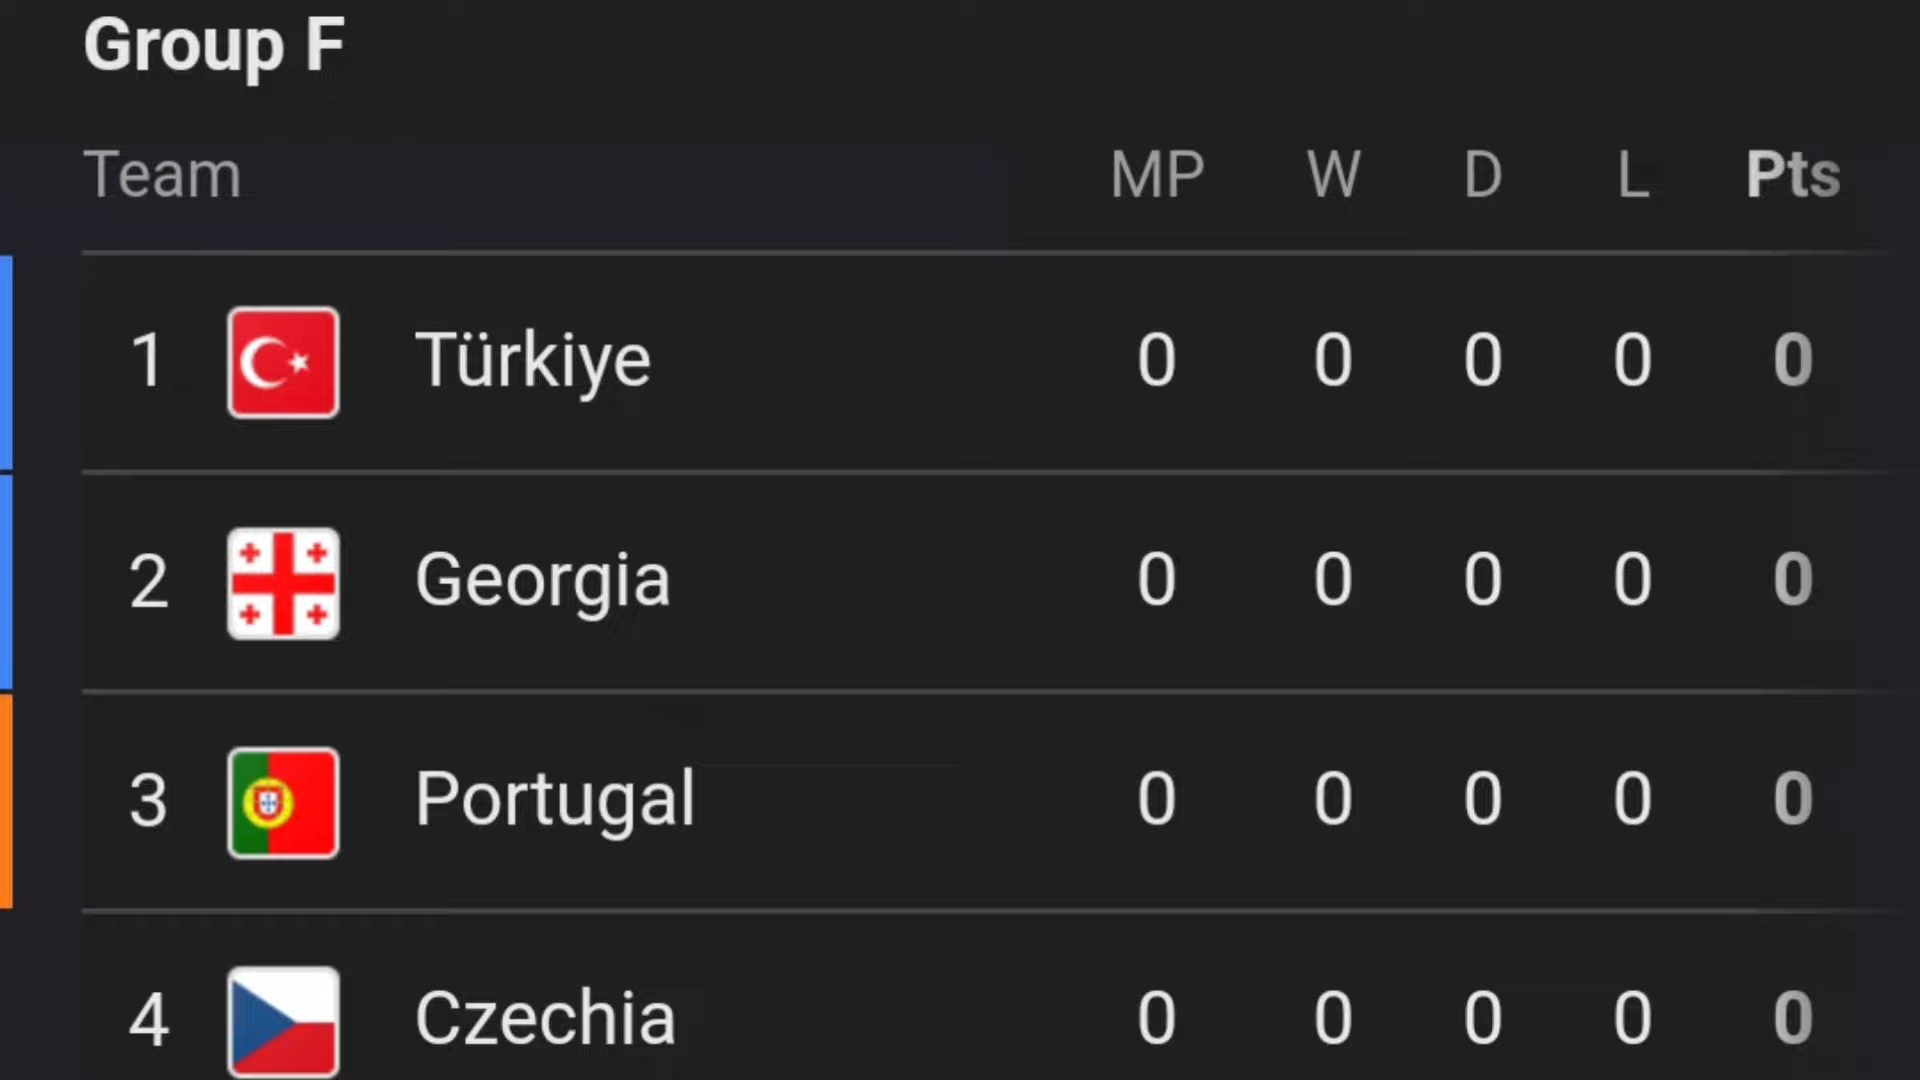 Group F
Team MP W D L Pts
1 Türkiye 0 0 0 0 0
2 Georgia 0 0 0 0 0
3 Portugal 0 0 0 0 0
4 Czechia 0 0 0 0 0